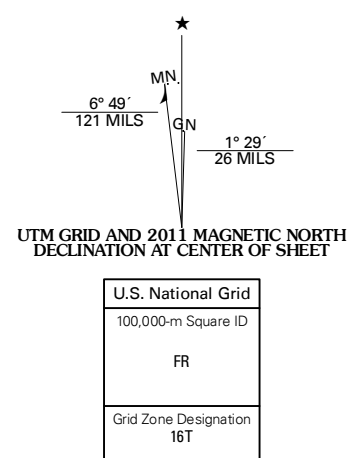 ★
MN
6° 49´
121 MILS
GN
1° 29´
26 MILS
UTM GRID AND 2011 MAGNETIC NORTH
DECLINATION AT CENTER OF SHEET
U.S. National Grid
100,000-m Square ID
FR
Grid Zone Designation
16T